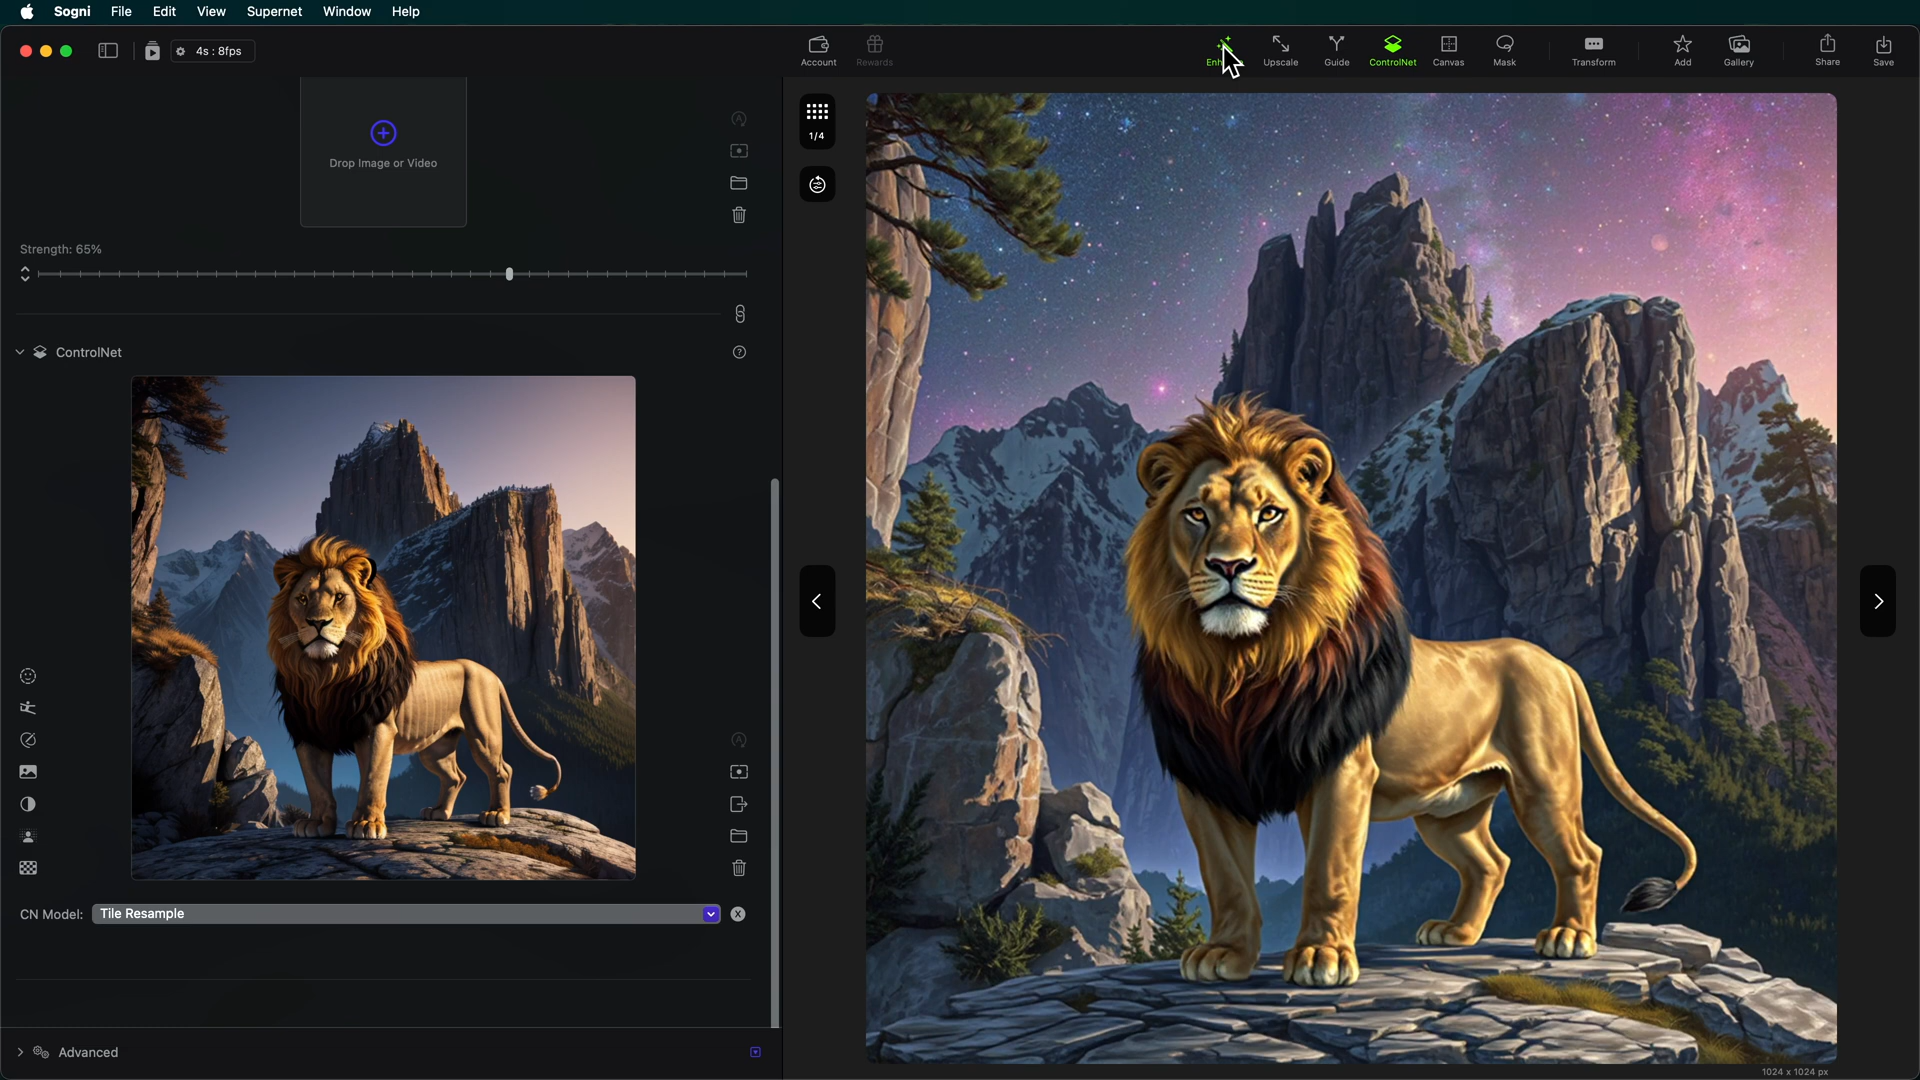 Sogni File Edit View Supernet Window Help
4s : 8fps
Account Rewards
Upscale Guide ControlNet Canvas Mask Transform Add Gallery Share Save
Drop Image or Video
1/4
Strength: 65%
ControlNet
CN Model: Tile Resample
Advanced
1024 x 1024 px